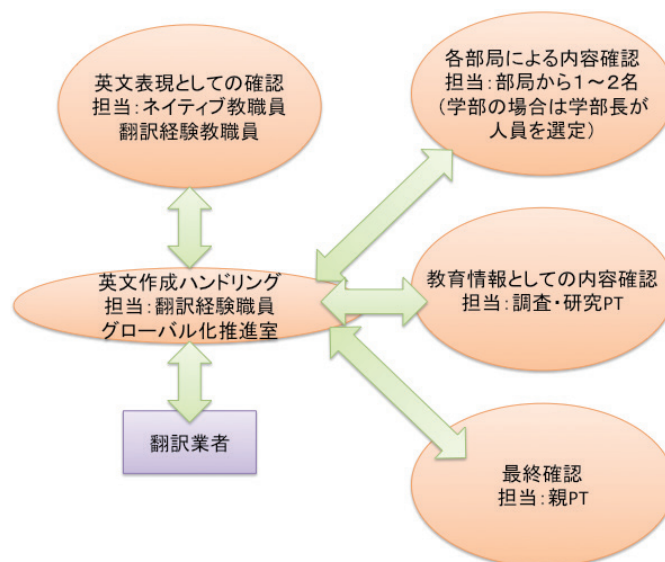 英文表現としての確認
担当：ネイティブ教職員
翻訳経験教職員
各部局による内容確認
担当：部局から１～２名
（学部の場合は学部長が
人員を選定）
英文作成ハンドリング
担当：翻訳経験職員
グローバル化推進室
教育情報としての内容確認
担当：調査・研究PT
翻訳業者
最終確認
担当：親PT